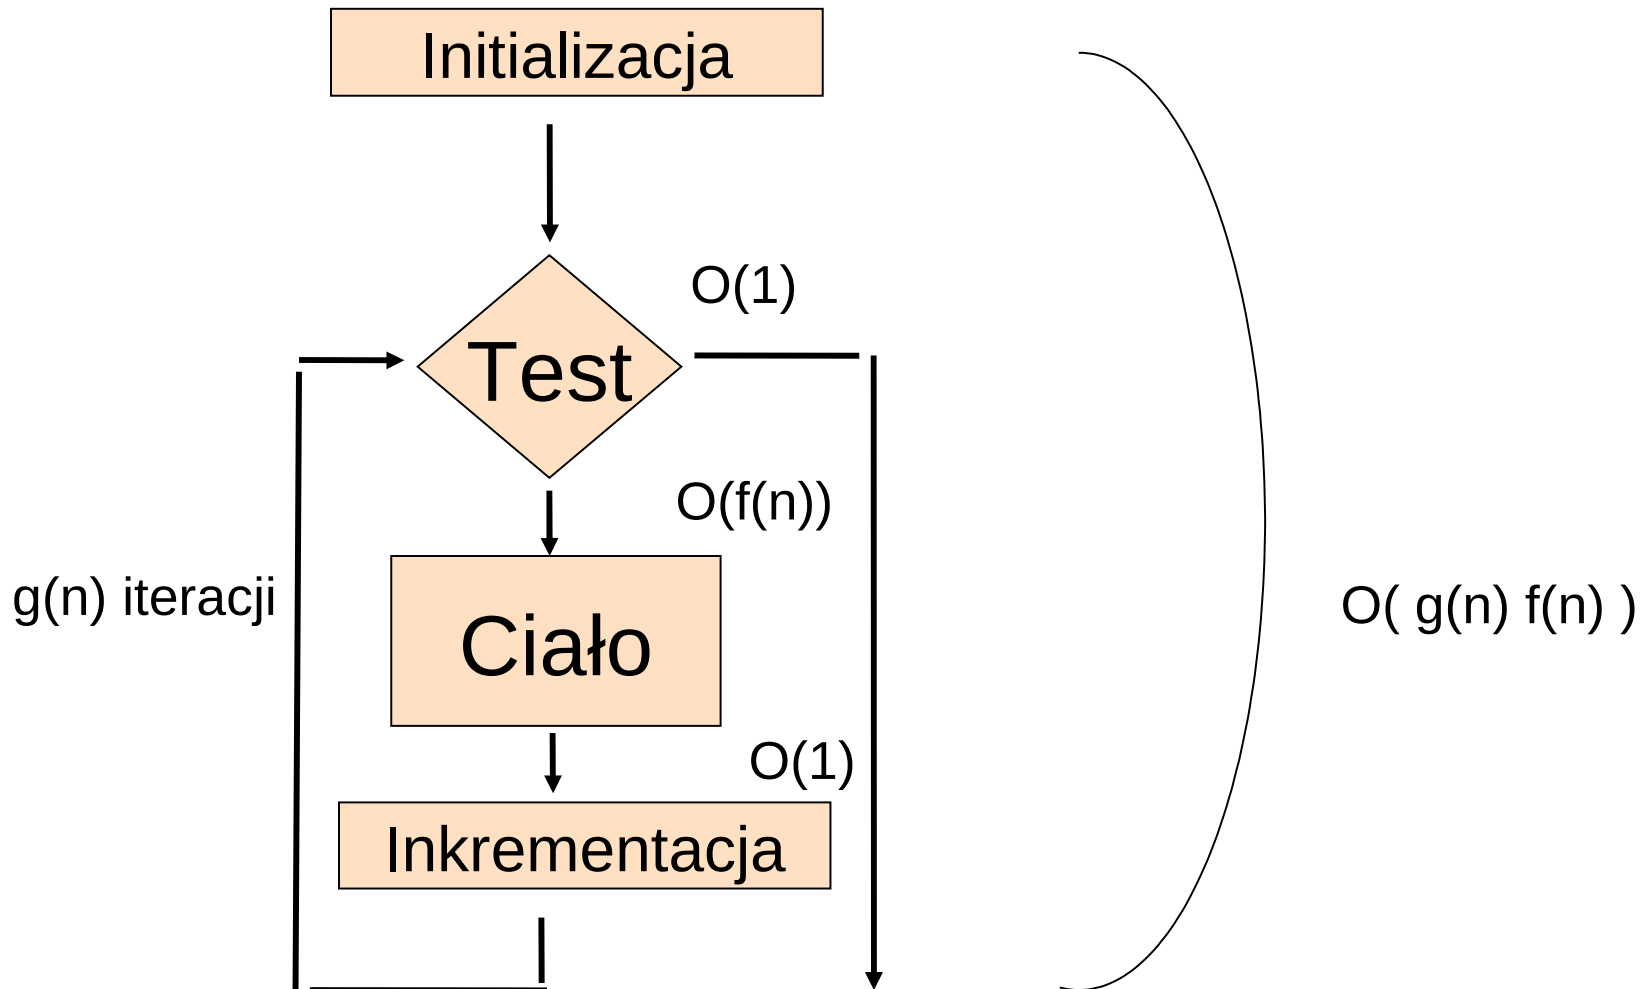 Initializacja
O(1)
Test
O(f(n))
g(n) iteracji
O( g(n) f(n) )
Ciało
O(1)
Inkrementacja